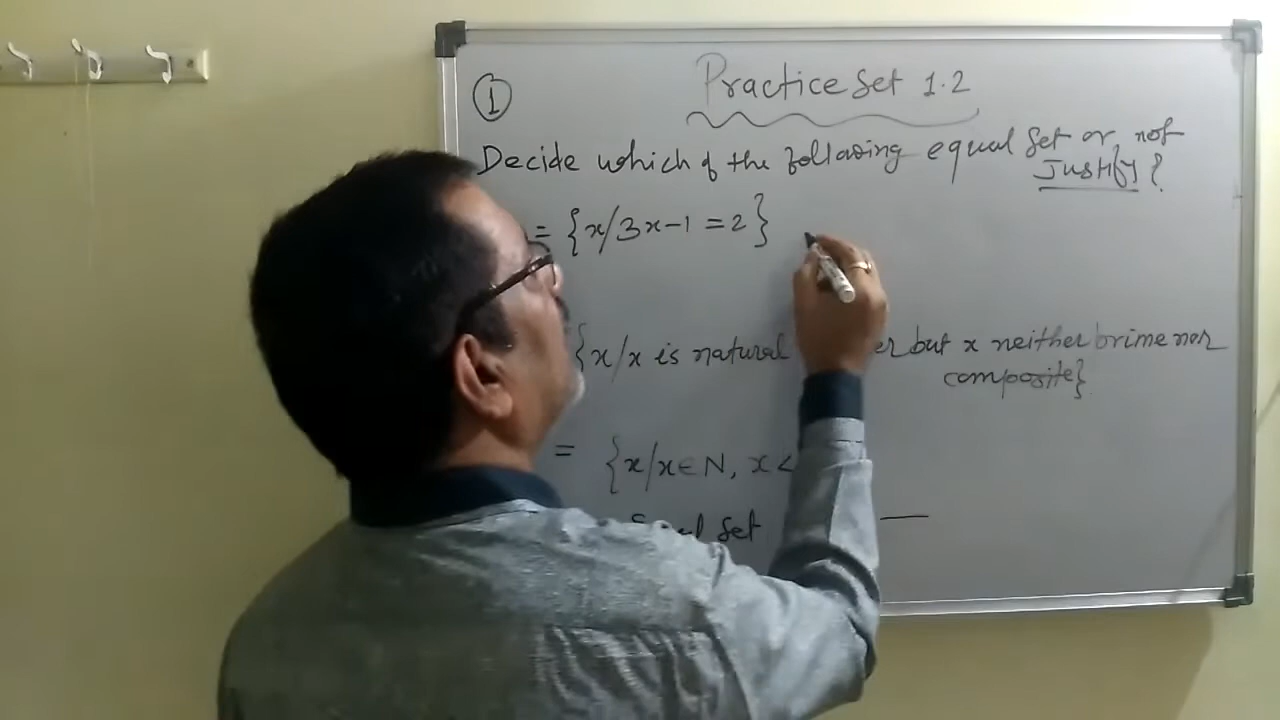 ① Practice Set 1.2
Decide which of the following equal set or not
Justify?
= {x/3x-1=2}
{x/x is natural er but x neither prime nor
composite}
= {x/x∈N, x<
Set